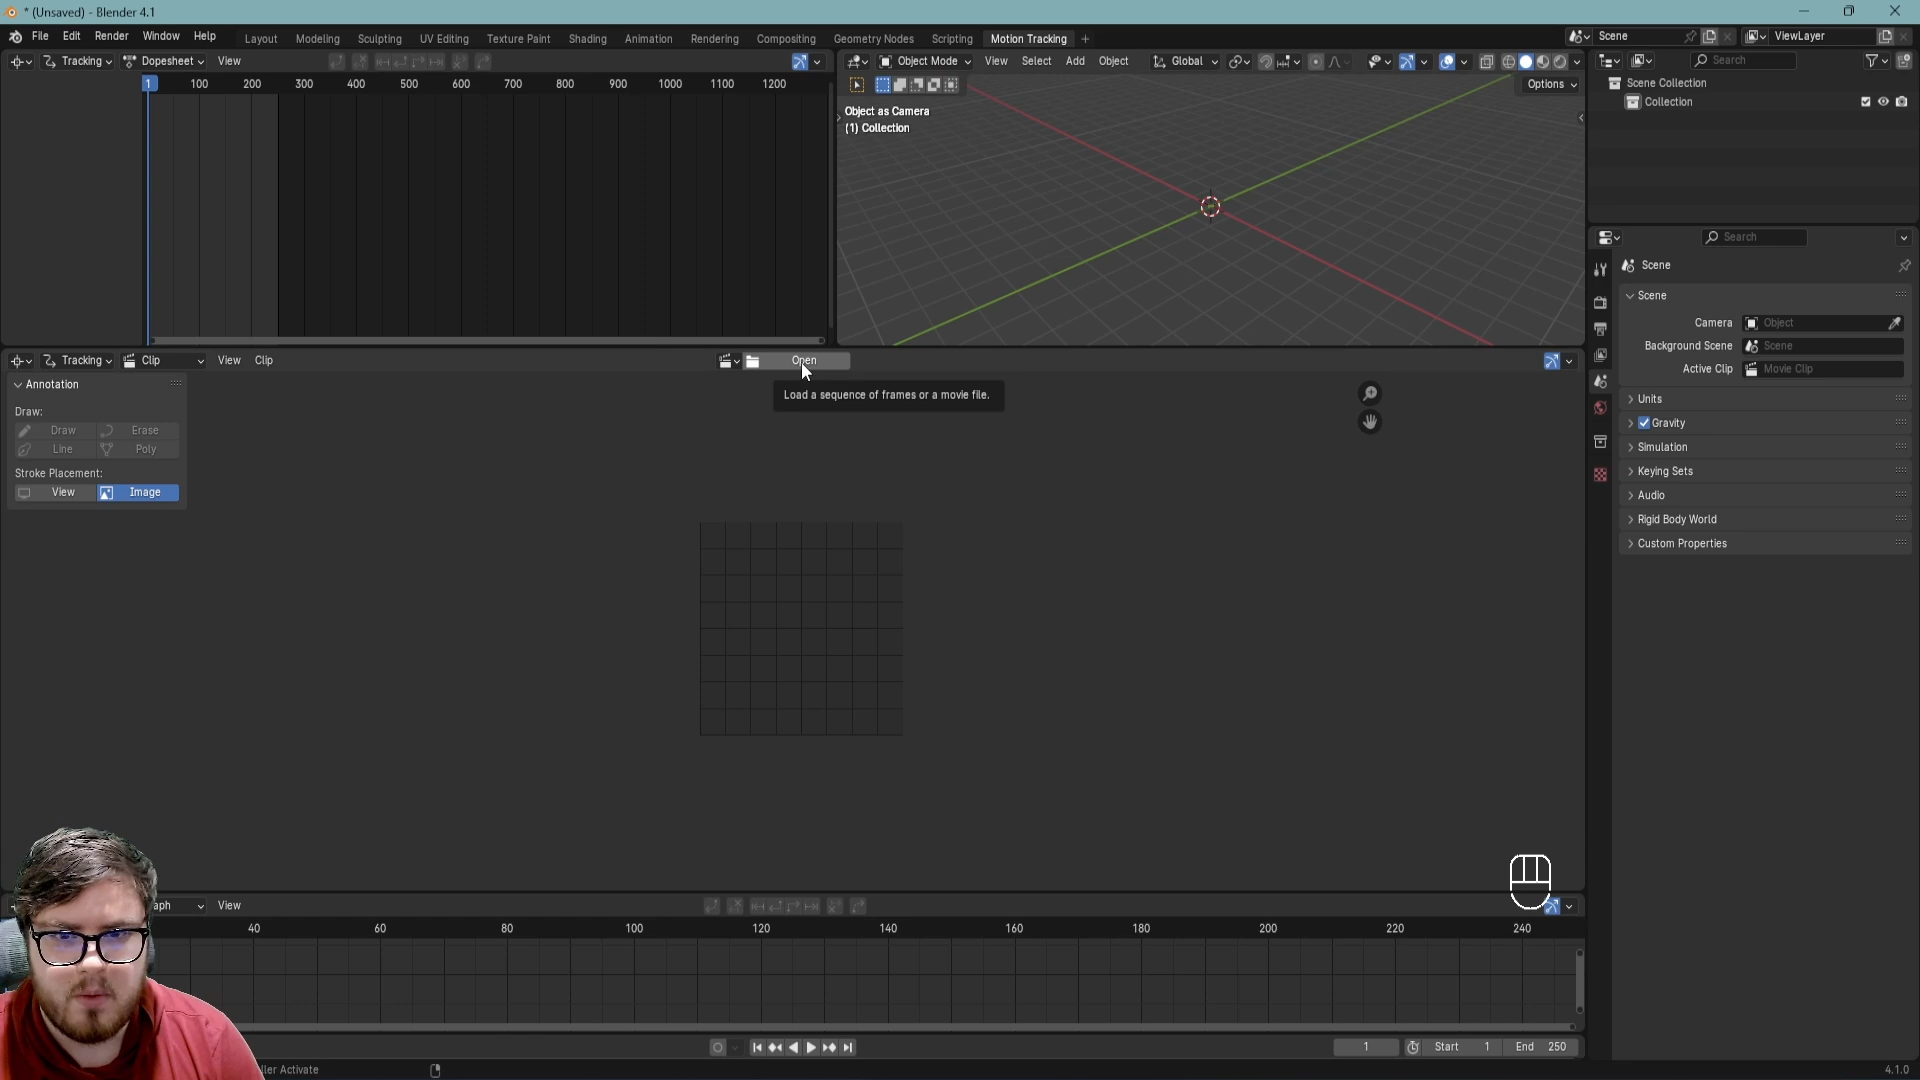 * (Unsaved) - Blender 4.1
File Edit Render Window Help
Layout Modeling Sculpting UV Editing Texture Paint Shading Animation Rendering Compositing Geometry Nodes Scripting Motion Tracking +
Scene
ViewLayer
Tracking Dopesheet View
1 100 200 300 400 500 600 700 800 900 1000 1100 1200
Object Mode View Select Add Object Global
Options
Object as Camera
(1) Collection
Search
Scene Collection
Collection
Search
Scene
Scene
Camera Object
Background Scene Scene
Active Clip Movie Clip
Units
Gravity
Simulation
Keying Sets
Audio
Rigid Body World
Custom Properties
Tracking Clip View Clip
Open
Load a sequence of frames or a movie file.
Annotation
Draw:
Draw Erase
Line Poly
Stroke Placement:
View Image
View
40 60 80 100 120 140 160 180 200 220 240
1 Start 1 End 250
Activate
4.1.0